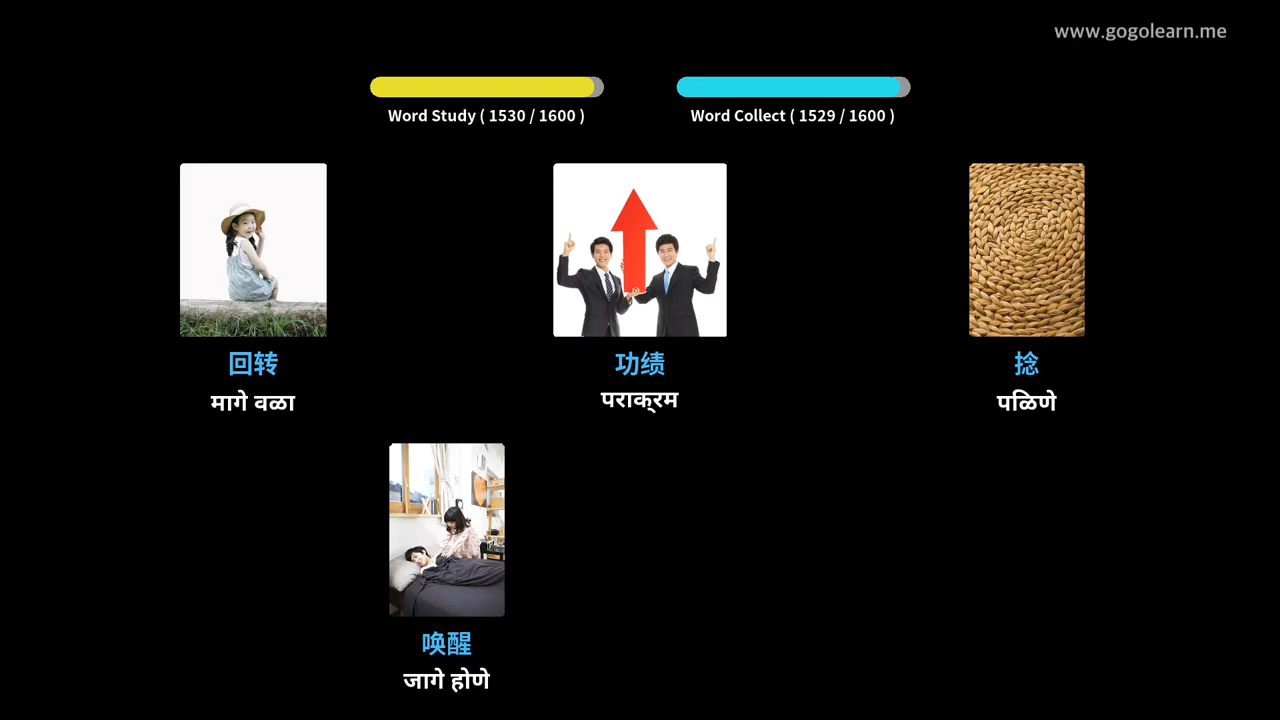 www.gogolearn.me
Word Study ( 1530 / 1600 )
Word Collect ( 1529 / 1600 )
回转
मागे वळा
功绩
पराक्रम
捻
पळिणे
唤醒
जागे होणे